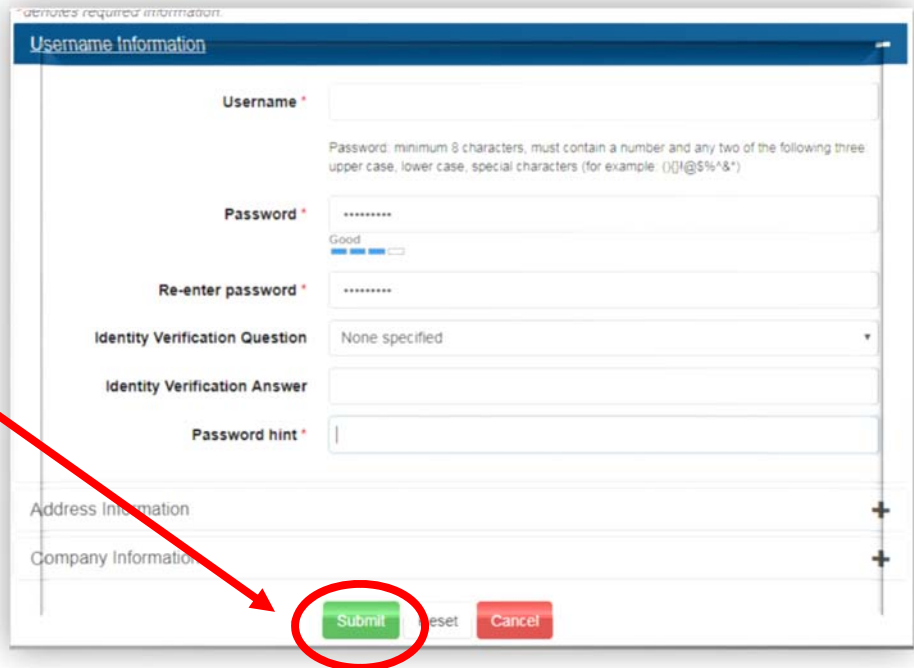 *denotes required information.
Username Information
Username *
Password: minimum 8 characters, must contain a number and any two of the following three:
upper case, lower case, special characters (for example: (){}!@$%^&*)
Password * •••••••••
Good
Re-enter password * •••••••••
Identity Verification Question None specified
Identity Verification Answer
Password hint *
Address Information
Company Information
Submit Reset Cancel